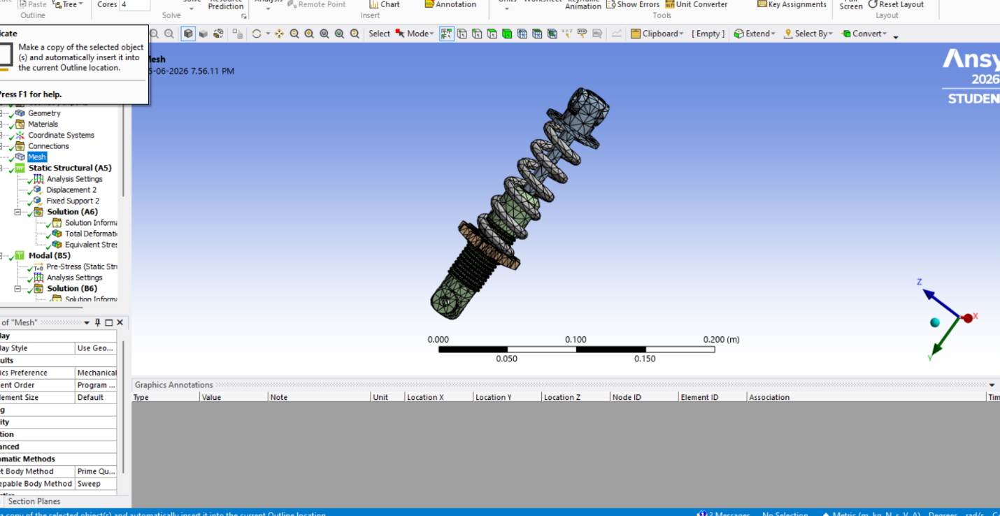 Paste Tree Cores 4 Prediction Remote Point Chart Annotation Animation Show Errors Unit Converter Key Assignments Screen Reset Layout
Outline Solve Insert Tools Layout
icate
Make a copy of the selected object
(s) and automatically insert it into
the current Outline location.
Press F1 for help.
Select Mode Clipboard [ Empty ] Extend Select By Convert
Mesh
5-06-2026 7.56.11 PM
Ansy
2026
STUDEN
Geometry
Materials
Coordinate Systems
Connections
Mesh
Static Structural (A5)
Analysis Settings
Displacement 2
Fixed Support 2
Solution (A6)
Solution Informa
Total Deformati
Equivalent Stres
Modal (B5)
T=0 Pre-Stress (Static Stru
Analysis Settings
Solution (B6)
Solution Informa
of "Mesh"
lay
lay Style Use Geo...
ults
ics Preference Mechanical
ent Order Program ...
lement Size Default
g
ity
tion
anced
omatic Methods
et Body Method Prime Qu...
epable Body Method Sweep
Section Planes
Z
X
Y
0.000 0.100 0.200 (m)
0.050 0.150
Graphics Annotations
Type Value Note Unit Location X Location Y Location Z Node ID Element ID Association Tim
a copy of the selected object(s) and automatically insert it into the current Outline location. 3 Messages No Selection Metric (m, kg, N, s, V, A) Degrees rad/s